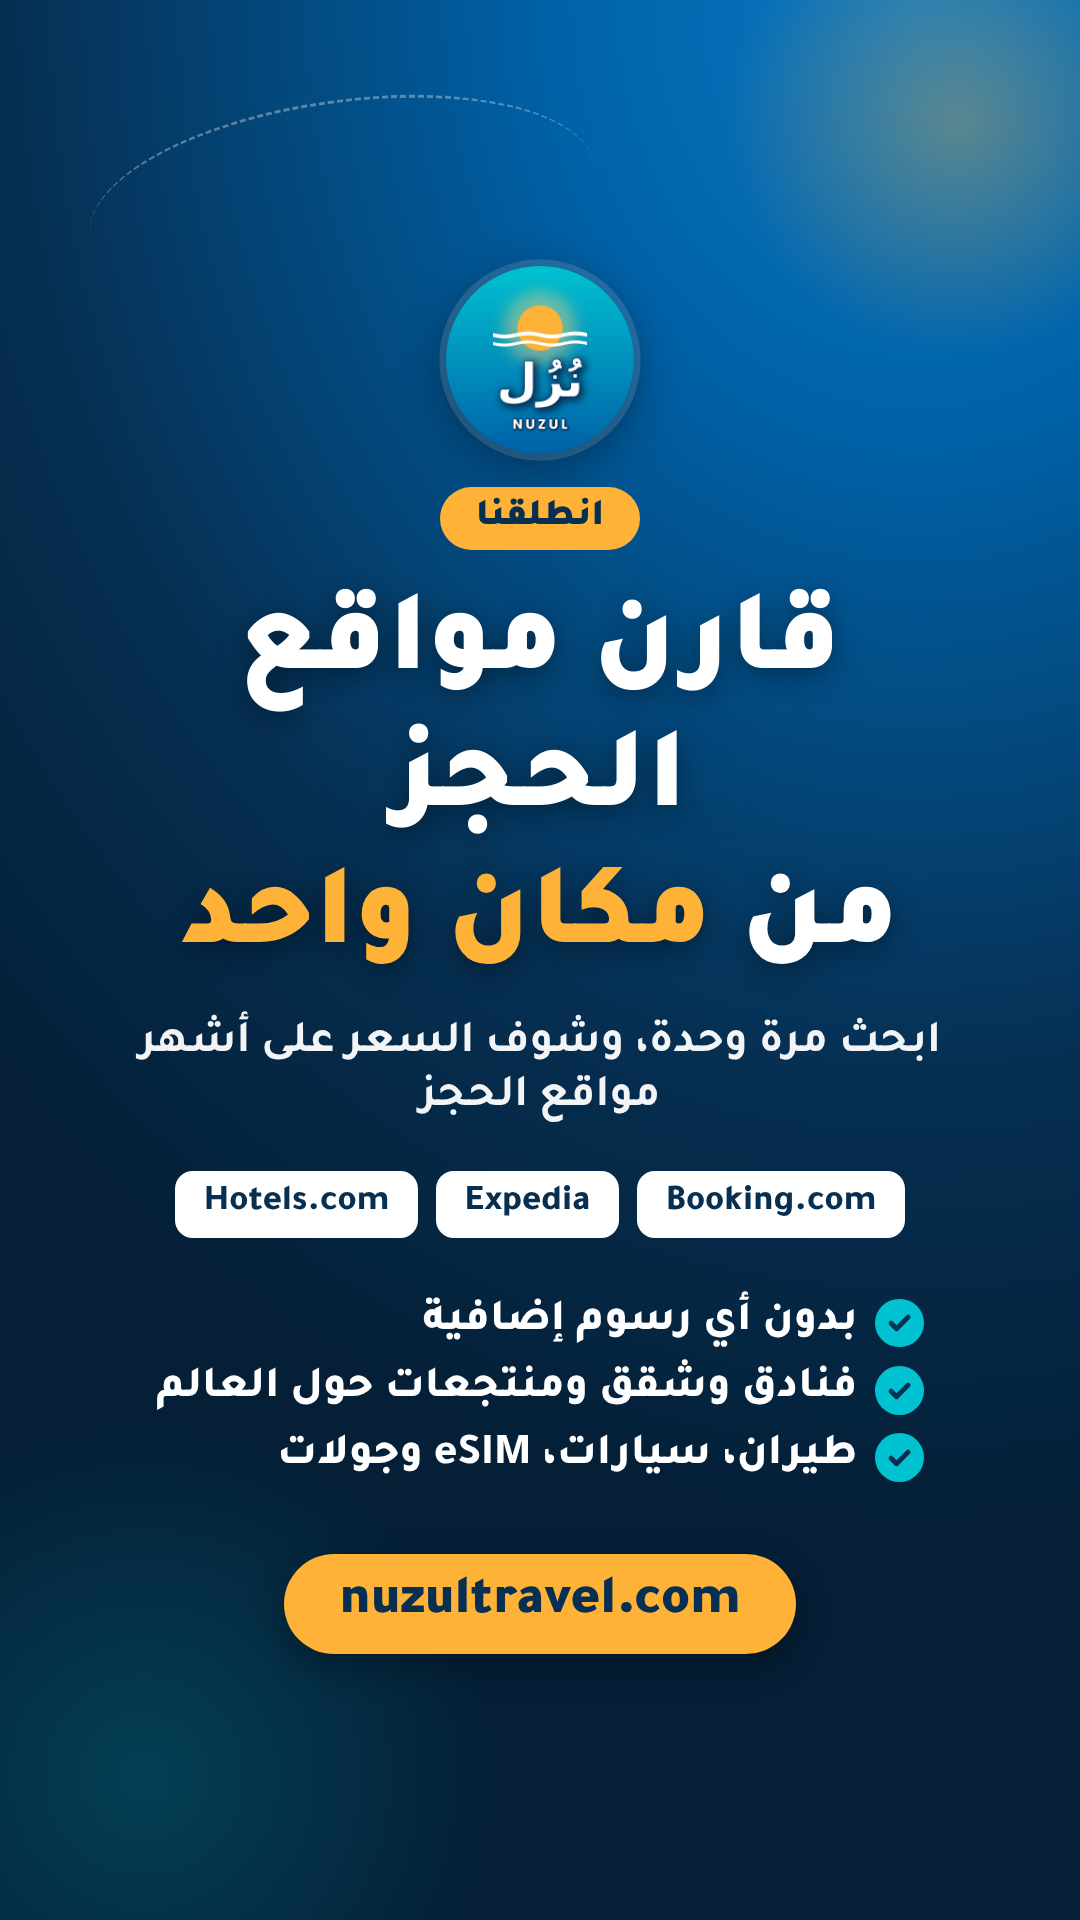 نُزُل
NUZUL
انطلقنا
قارن مواقع
الحجز
من مكان واحد
ابحث مرة وحدة، وشوف السعر على أشهر
مواقع الحجز
Booking.com Expedia Hotels.com
بدون أي رسوم إضافية
فنادق وشقق ومنتجعات حول العالم
طيران، سيارات، eSIM وجولات
nuzultravel.com